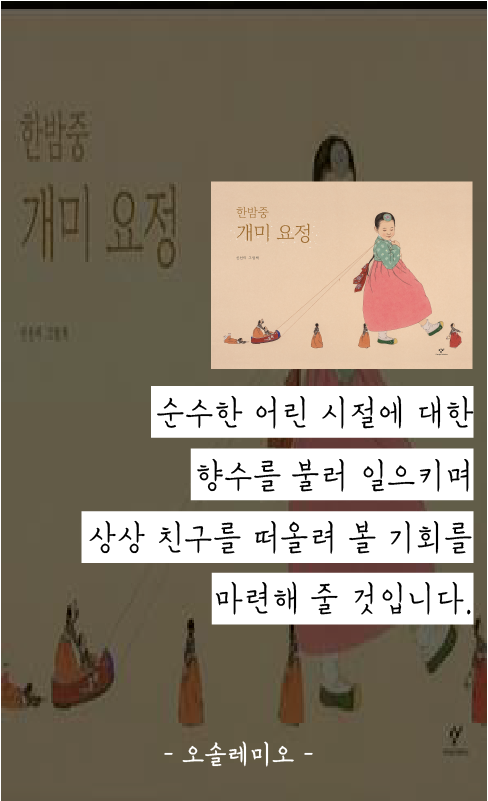 한밤중
개미 요정
한밤중
개미 요정
순수한 어린 시절에 대한
향수를 불러 일으키며
상상 친구를 떠올려 볼 기회를
마련해 줄 것입니다.
- 오솔레미오 -